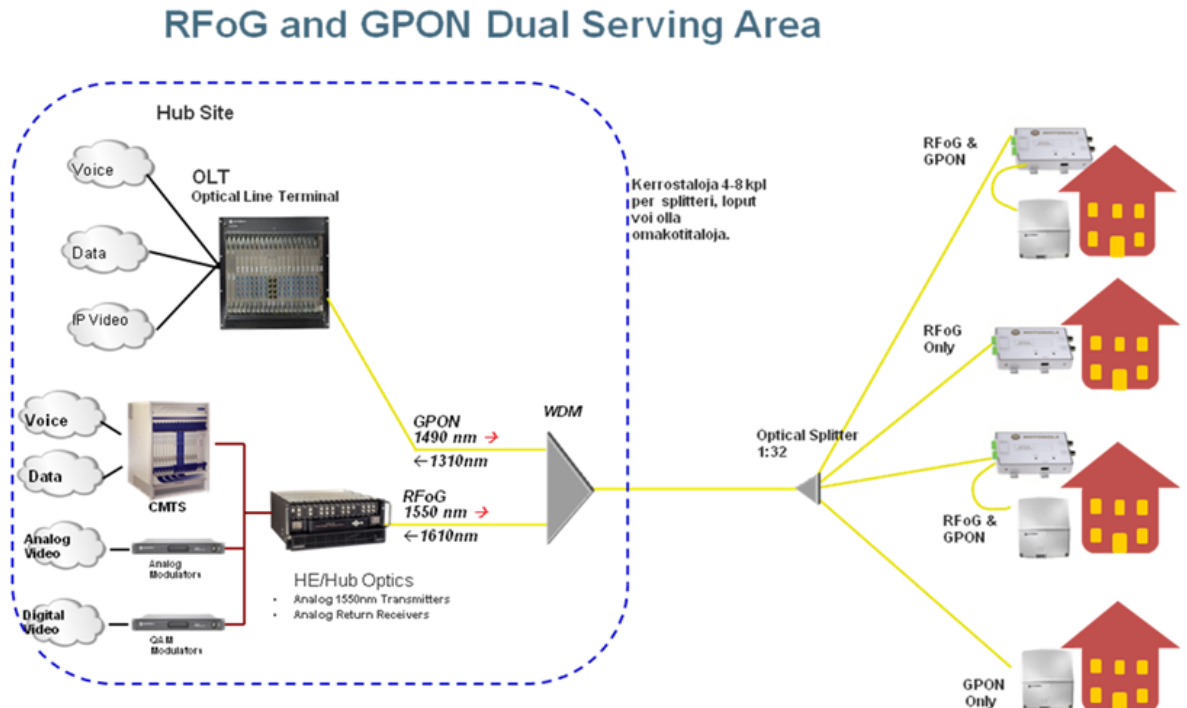 RFoG and GPON Dual Serving Area
Hub Site
Voice
OLT
Optical Line Terminal
Data
IP Video
Kerrostaloja 4-8 kpl
per splitteri, loput
voi olla
omakotitaloja.
Voice
Data
CMTS
Analog
Video
Analog
Modulators
Digital
Video
QAM
Modulators
GPON
1490 nm →
←1310nm
RFoG
1550 nm →
←1610nm
WDM
HE/Hub Optics
• Analog 1550nm Transmitters
• Analog Return Receivers
Optical Splitter
1:32
RFoG &
GPON
MOTOROLA
RFoG
Only
RFoG &
GPON
GPON
Only